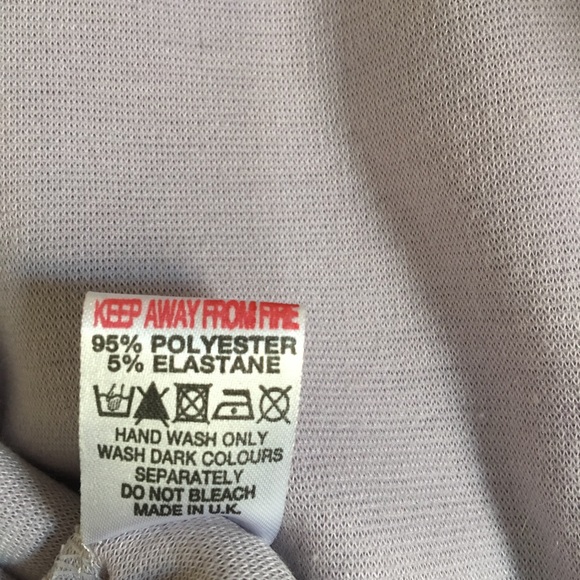 KEEP AWAY FROM FIRE
95% POLYESTER
5% ELASTANE
HAND WASH ONLY
WASH DARK COLOURS
SEPARATELY
DO NOT BLEACH
MADE IN U.K.